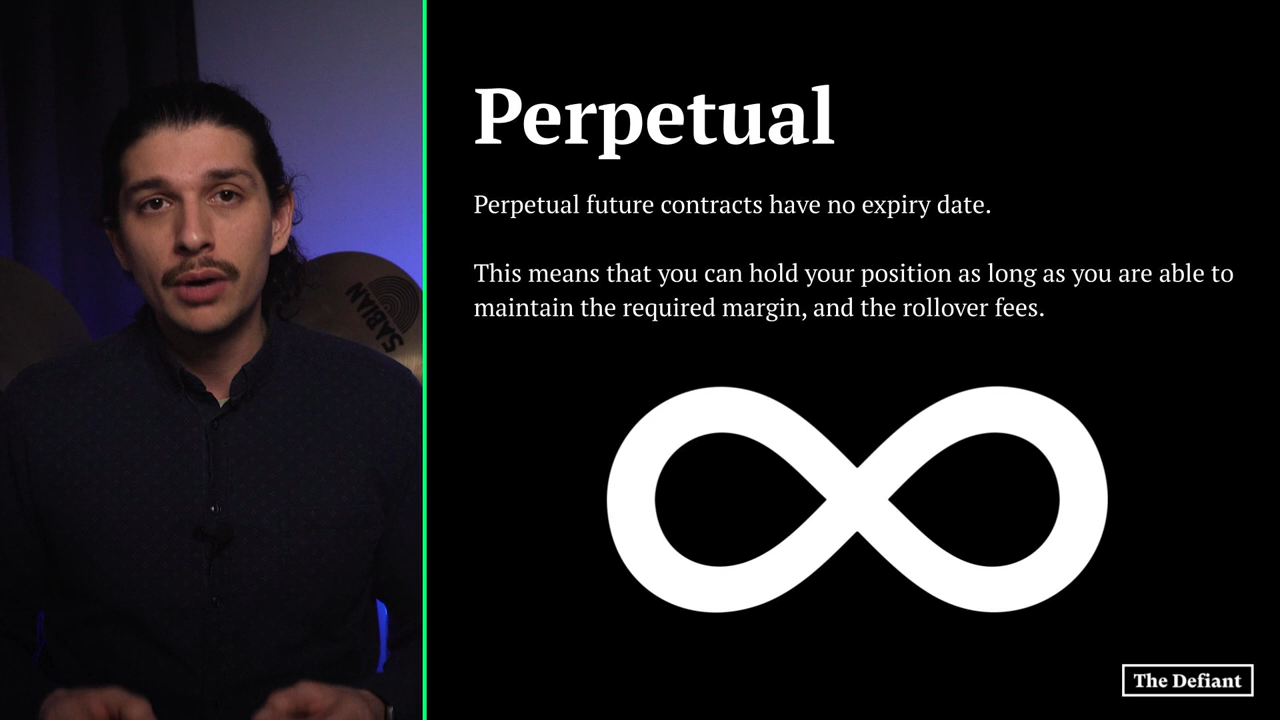 Perpetual
Perpetual future contracts have no expiry date.
This means that you can hold your position as long as you are able to
maintain the required margin, and the rollover fees.
SABIAN
The Defiant